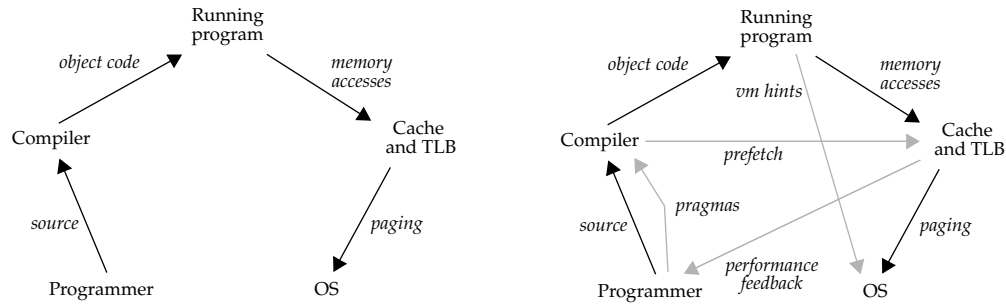 Running
program
object code
memory
accesses
Compiler
Cache
and TLB
source
paging
Programmer
OS
Running
program
object code
vm hints
memory
accesses
Compiler
prefetch
Cache
and TLB
pragmas
source
paging
performance
feedback
Programmer
OS